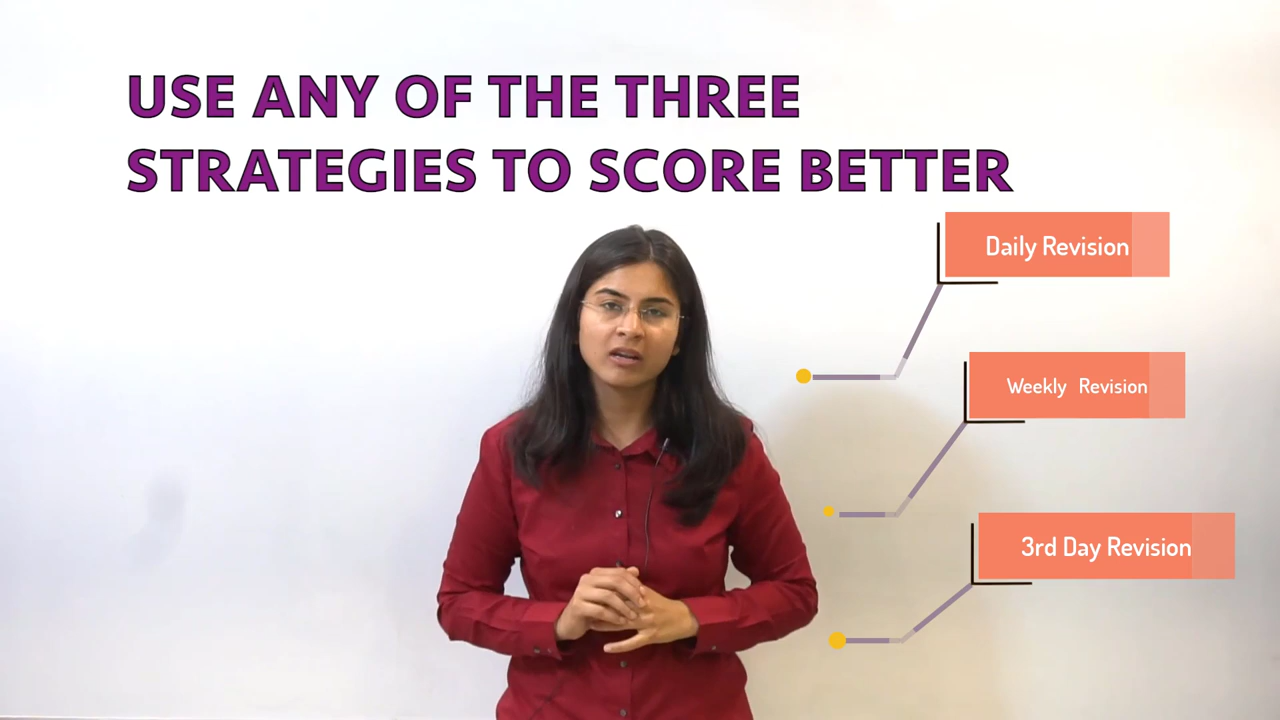 USE ANY OF THE THREE
STRATEGIES TO SCORE BETTER
Daily Revision
Weekly Revision
3rd Day Revision